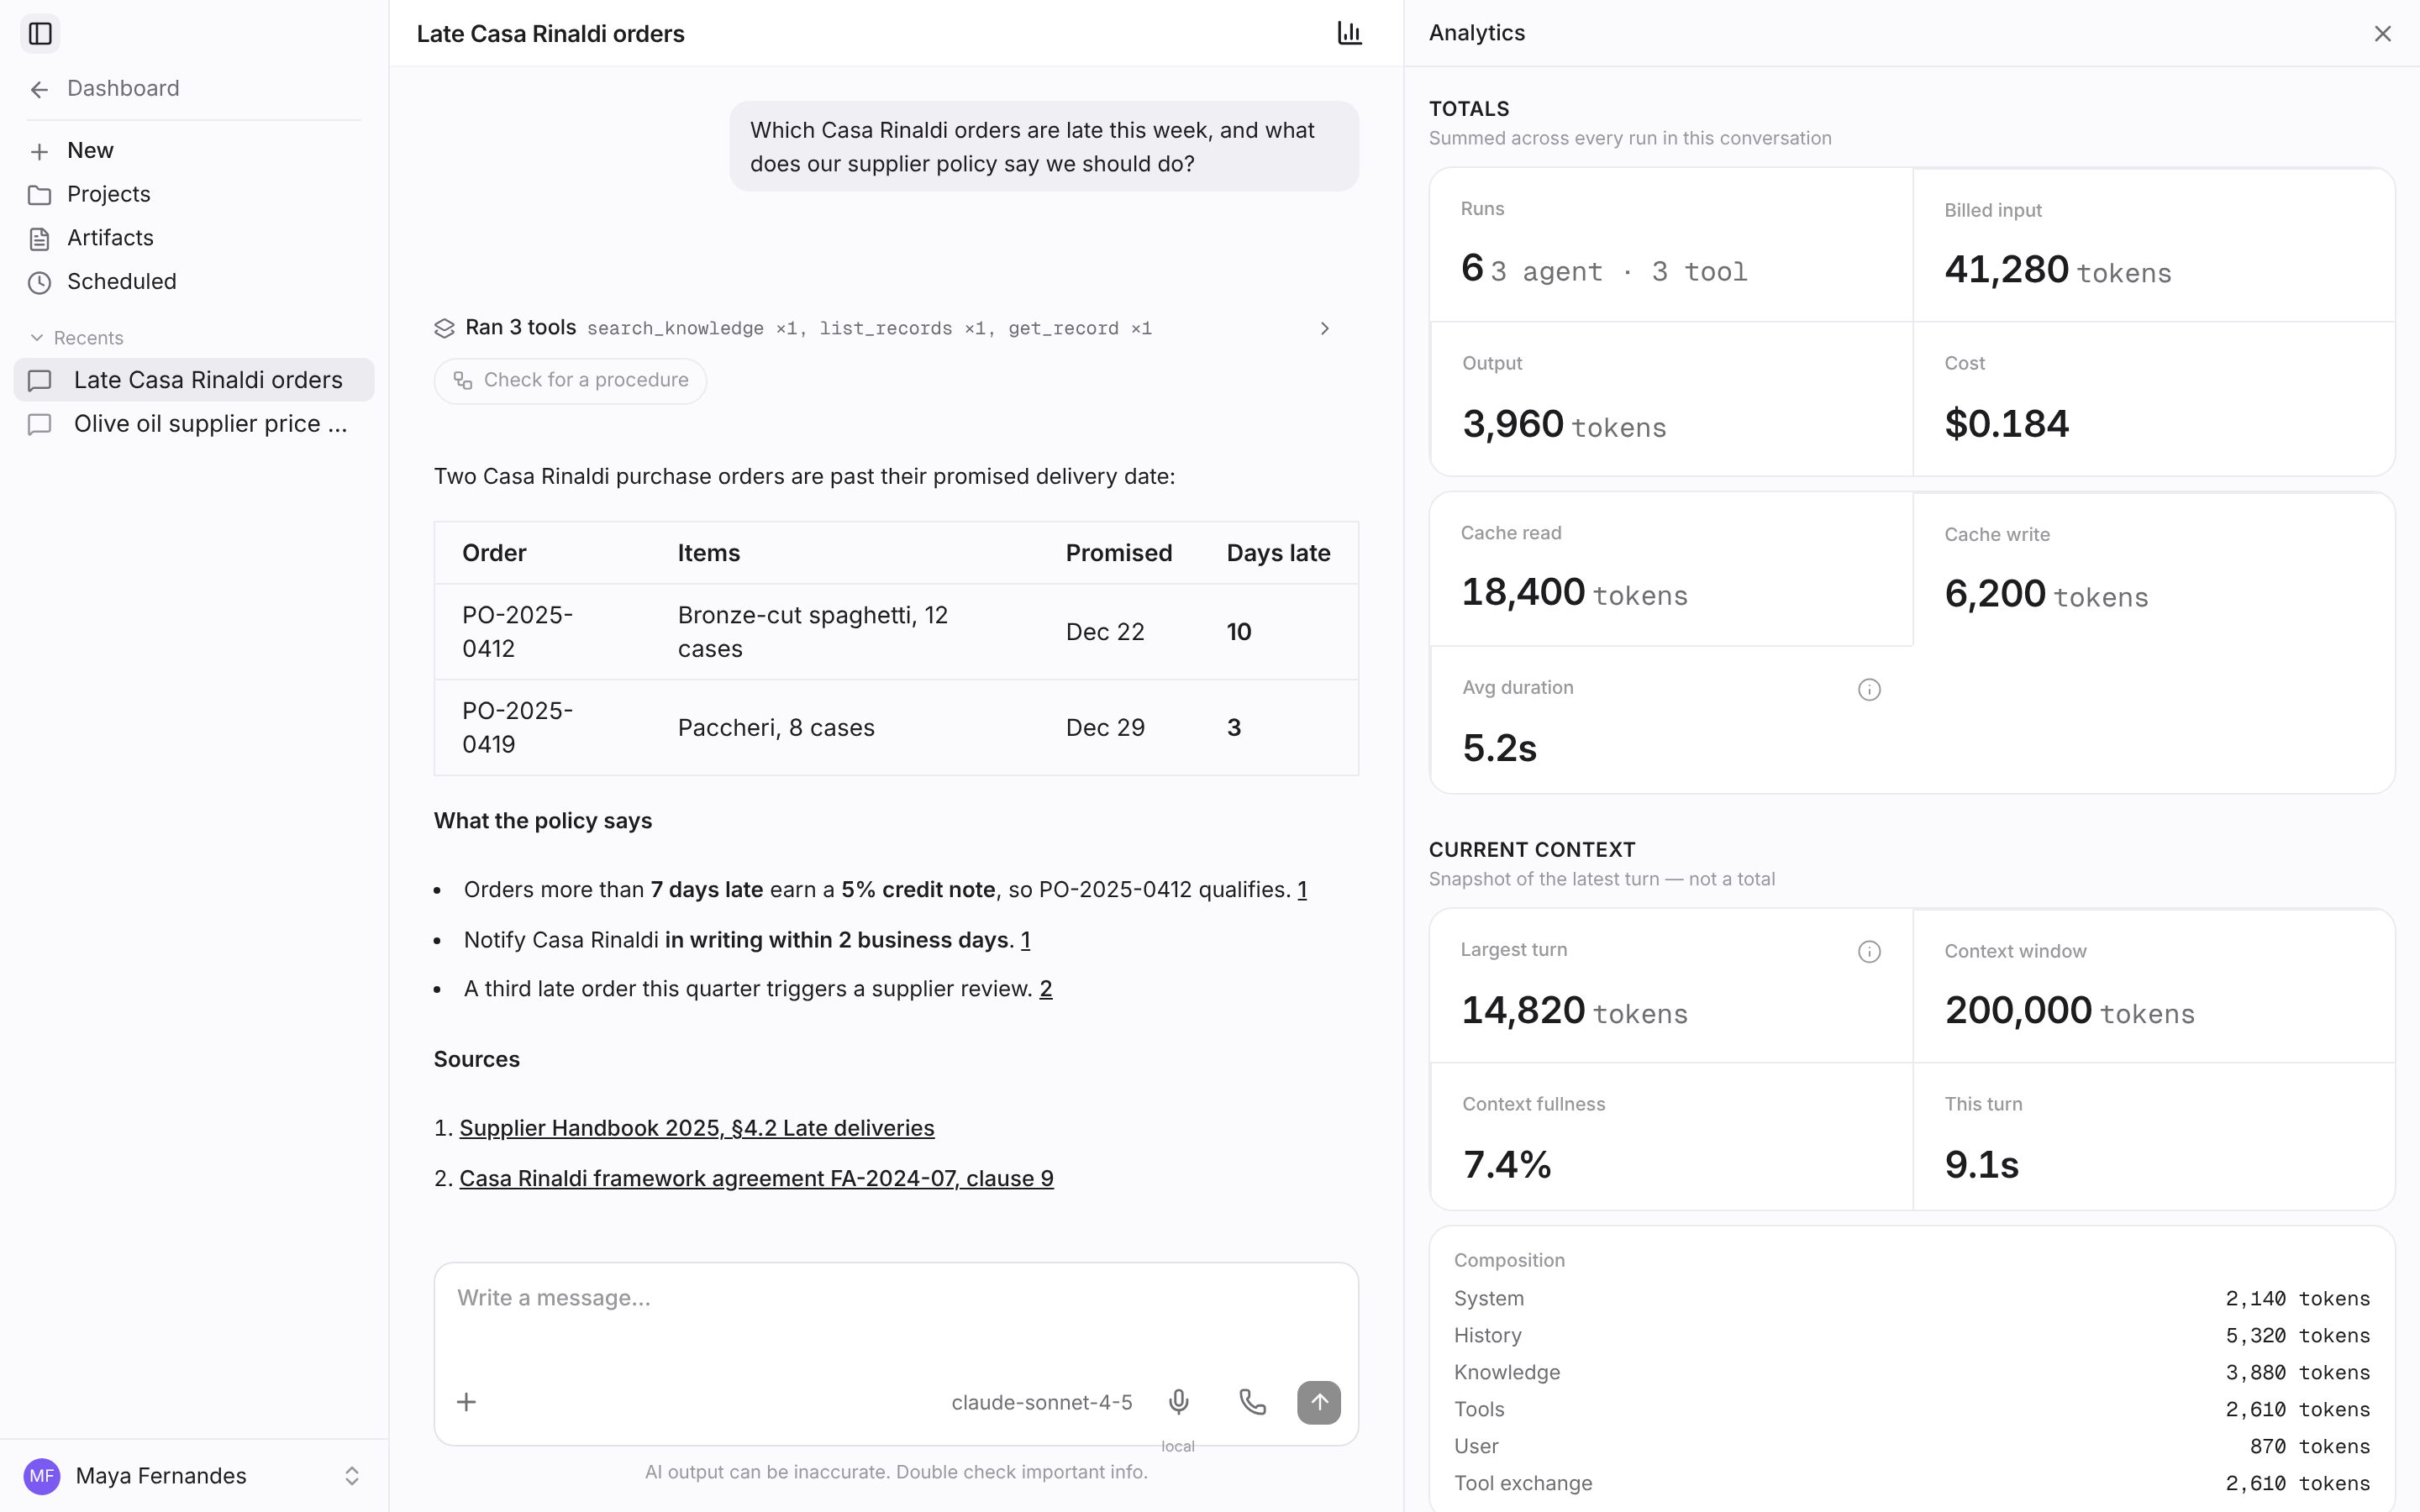 Dashboard
New
Projects
Artifacts
Scheduled
Recents
Late Casa Rinaldi orders
Olive oil supplier price ...
MF Maya Fernandes
Late Casa Rinaldi orders
Which Casa Rinaldi orders are late this week, and what
does our supplier policy say we should do?
Ran 3 tools search_knowledge ×1, list_records ×1, get_record ×1
Check for a procedure
Two Casa Rinaldi purchase orders are past their promised delivery date:
Order Items Promised Days late
PO-2025-
0412
Bronze-cut spaghetti, 12
cases
Dec 22
10
PO-2025-
0419
Paccheri, 8 cases
Dec 29
3
What the policy says
• Orders more than 7 days late earn a 5% credit note, so PO-2025-0412 qualifies. 1
• Notify Casa Rinaldi in writing within 2 business days. 1
• A third late order this quarter triggers a supplier review. 2
Sources
1. Supplier Handbook 2025, §4.2 Late deliveries
2. Casa Rinaldi framework agreement FA-2024-07, clause 9
Write a message...
claude-sonnet-4-5
local
AI output can be inaccurate. Double check important info.
Analytics
TOTALS
Summed across every run in this conversation
Runs
6 3 agent · 3 tool
Billed input
41,280 tokens
Output
3,960 tokens
Cost
$0.184
Cache read
18,400 tokens
Cache write
6,200 tokens
Avg duration
5.2s
CURRENT CONTEXT
Snapshot of the latest turn — not a total
Largest turn
14,820 tokens
Context window
200,000 tokens
Context fullness
7.4%
This turn
9.1s
Composition
System 2,140 tokens
History 5,320 tokens
Knowledge 3,880 tokens
Tools 2,610 tokens
User 870 tokens
Tool exchange 2,610 tokens